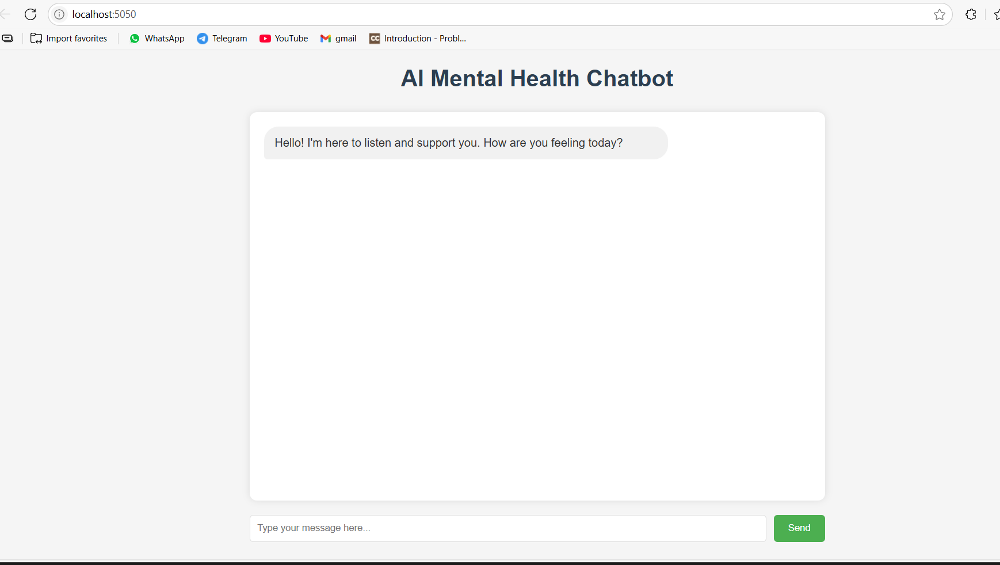 localhost:5050
Import favorites WhatsApp Telegram YouTube gmail CC Introduction - Probl...
AI Mental Health Chatbot
Hello! I'm here to listen and support you. How are you feeling today?
Type your message here...
Send